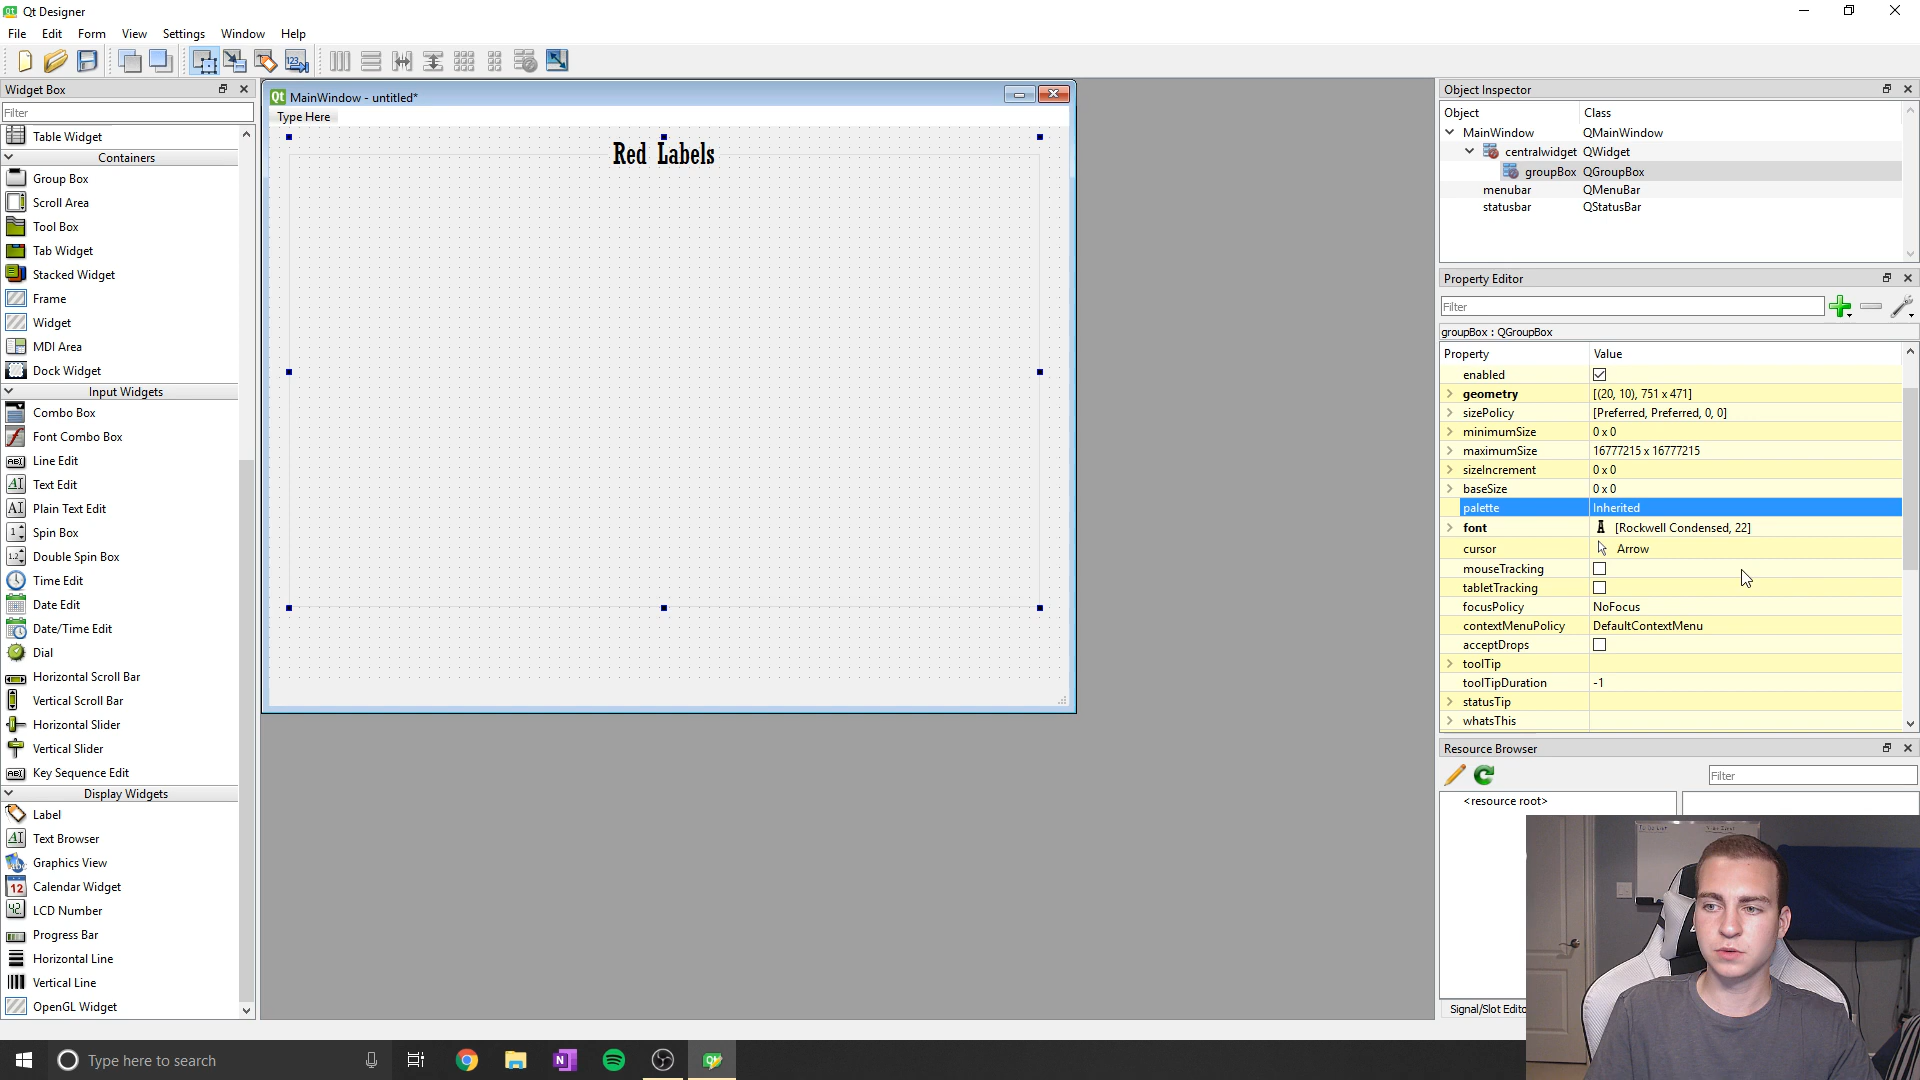 Qt Designer
File Edit Form View Settings Window Help
Widget Box
Filter
Table Widget
Containers
Group Box
Scroll Area
Tool Box
Tab Widget
Stacked Widget
Frame
Widget
MDI Area
Dock Widget
Input Widgets
Combo Box
Font Combo Box
Line Edit
Text Edit
Plain Text Edit
Spin Box
Double Spin Box
Time Edit
Date Edit
Date/Time Edit
Dial
Horizontal Scroll Bar
Vertical Scroll Bar
Horizontal Slider
Vertical Slider
Key Sequence Edit
Display Widgets
Label
Text Browser
Graphics View
Calendar Widget
LCD Number
Progress Bar
Horizontal Line
Vertical Line
OpenGL Widget
MainWindow - untitled*
Type Here
Red Labels
Object Inspector
Object Class
MainWindow QMainWindow
centralwidget QWidget
groupBox QGroupBox
menubar QMenuBar
statusbar QStatusBar
Property Editor
Filter
groupBox : QGroupBox
Property Value
enabled
geometry [(20, 10), 751 x 471]
sizePolicy [Preferred, Preferred, 0, 0]
minimumSize 0 x 0
maximumSize 16777215 x 16777215
sizeIncrement 0 x 0
baseSize 0 x 0
palette Inherited
font A [Rockwell Condensed, 22]
cursor Arrow
mouseTracking
tabletTracking
focusPolicy NoFocus
contextMenuPolicy DefaultContextMenu
acceptDrops
toolTip
toolTipDuration -1
statusTip
whatsThis
Resource Browser
Filter
<resource root>
Signal/Slot Edito
Type here to search